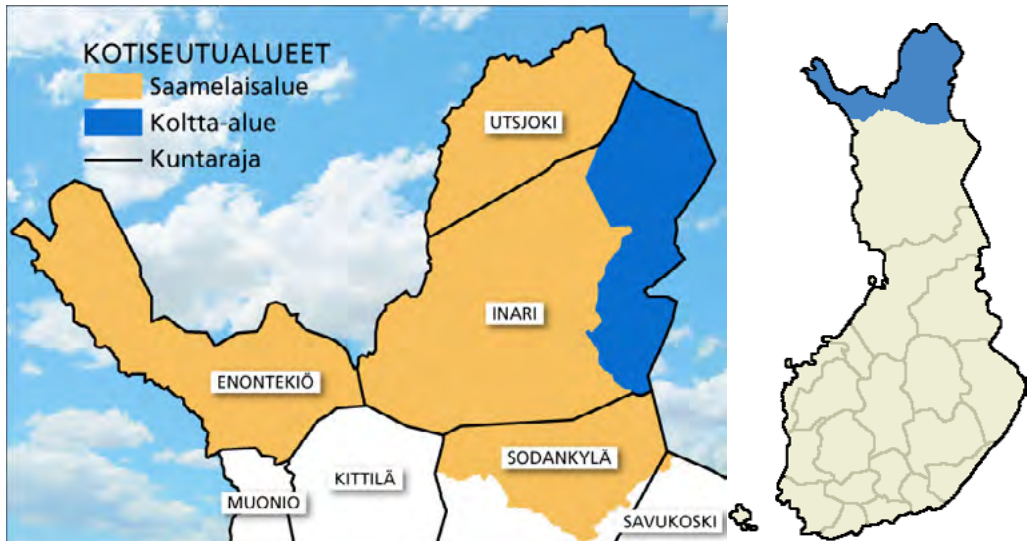 KOTISEUTUALUEET
Saamelaisalue
Koltta-alue
Kuntaraja
UTSJOKI
INARI
ENONTEKIÖ
SODANKYLÄ
KITTILÄ
MUONIO
SAVUKOSKI